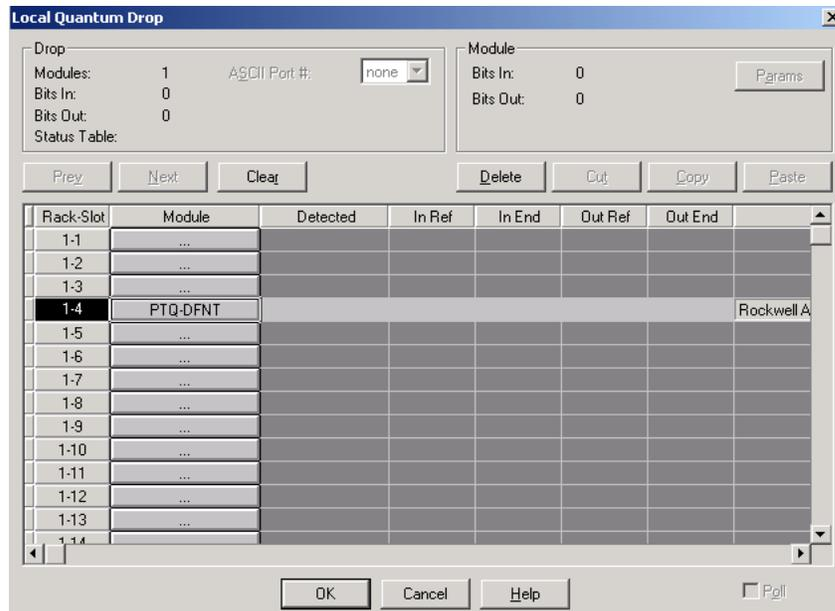 Local Quantum Drop
Drop
Modules: 1 ASCII Port #: none
Bits In: 0
Bits Out: 0
Status Table:
Module
Bits In: 0
Bits Out: 0
Params
Prev Next Clear Delete Cut Copy Paste
Rack-Slot Module Detected In Ref In End Out Ref Out End
1-1 ...
1-2 ...
1-3 ...
1-4 PTQ-DFNT Rockwell A
1-5 ...
1-6 ...
1-7 ...
1-8 ...
1-9 ...
1-10 ...
1-11 ...
1-12 ...
1-13 ...
1-14
OK Cancel Help Poll